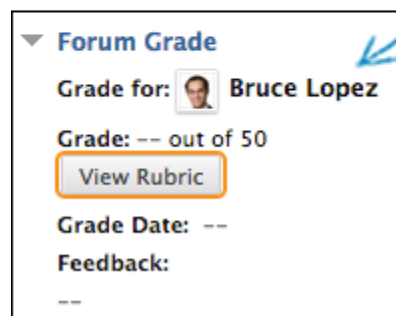 Forum Grade
Grade for: Bruce Lopez
Grade: -- out of 50
View Rubric
Grade Date: --
Feedback:
--